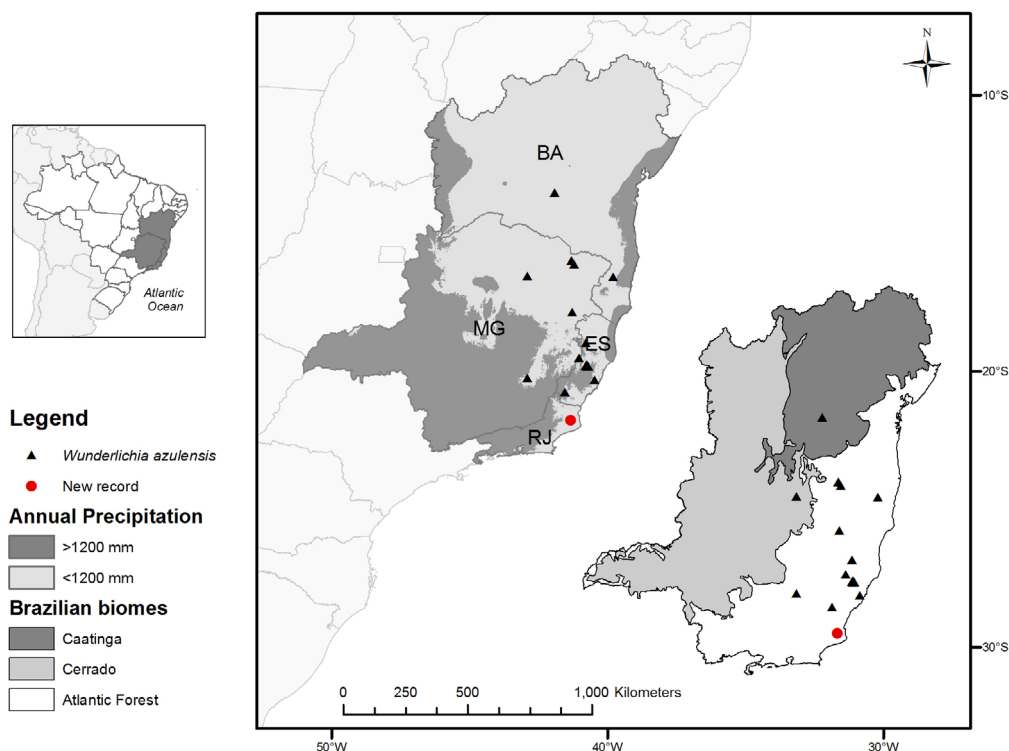 N
10°S
BA
Atlantic
Ocean
MG
ES
20°S
RJ
Legend
Wunderlichia azulensis
New record
Annual Precipitation
>1200 mm
<1200 mm
Brazilian biomes
Caatinga
Cerrado
Atlantic Forest
30°S
0 250 500 1,000 Kilometers
50°W 40°W 30°W